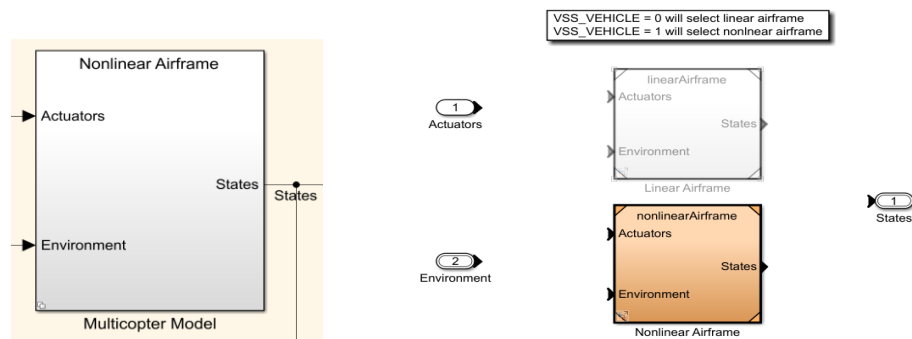 Nonlinear Airframe
Actuators
States
States
Environment
Multicopter Model
VSS_VEHICLE = 0 will select linear airframe
VSS_VEHICLE = 1 will select nonlnear airframe
1
Actuators
linearAirframe
Actuators
States
Environment
Linear Airframe
1
States
nonlinearAirframe
Actuators
States
Environment
Nonlinear Airframe
2
Environment